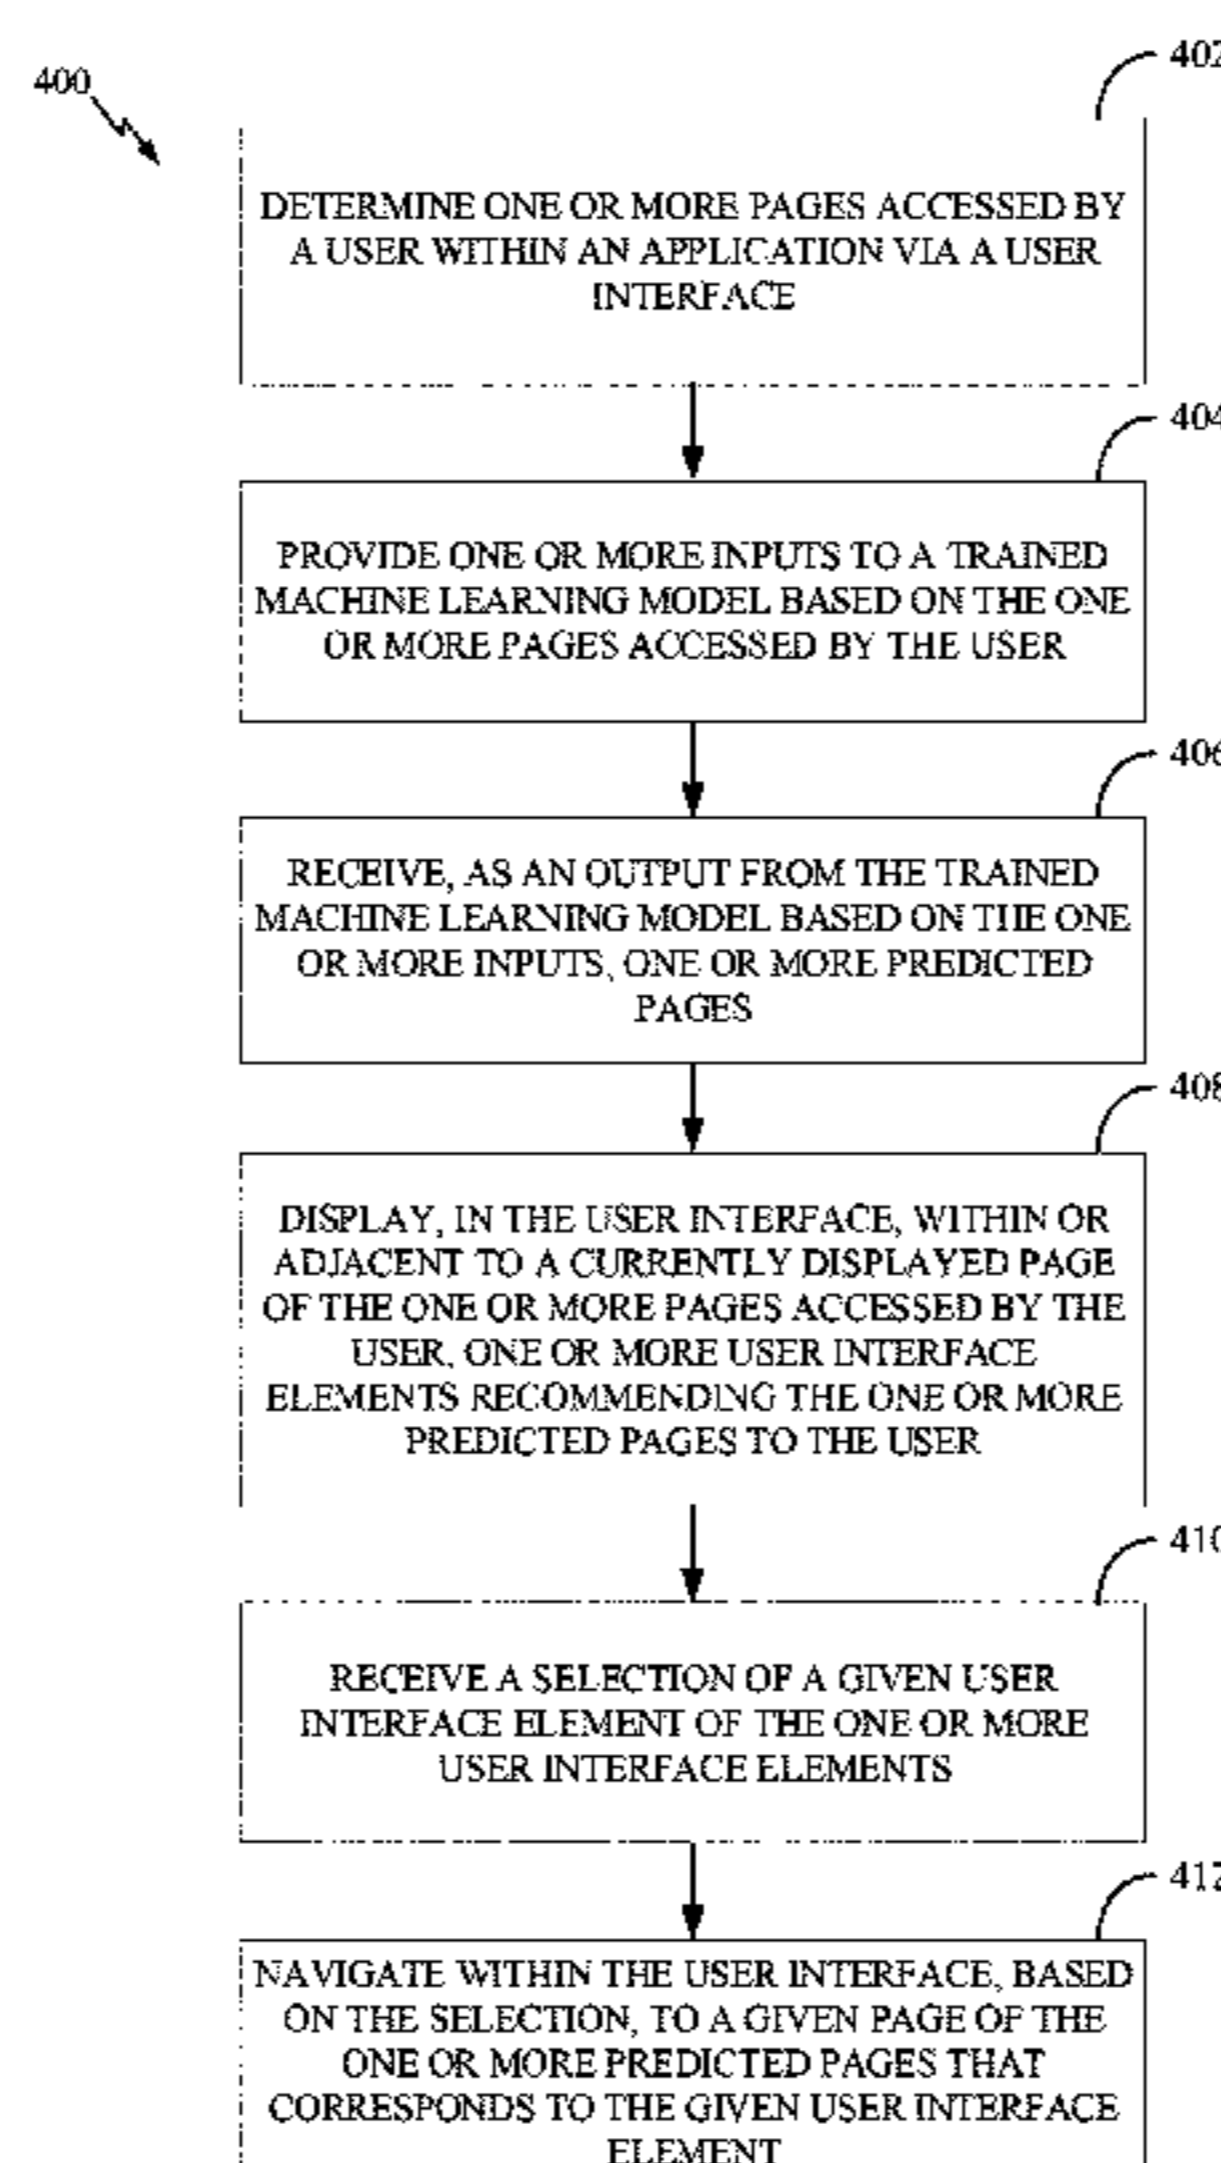 400
402
DETERMINE ONE OR MORE PAGES ACCESSED BY
A USER WITHIN AN APPLICATION VIA A USER
INTERFACE
404
PROVIDE ONE OR MORE INPUTS TO A TRAINED
MACHINE LEARNING MODEL BASED ON THE ONE
OR MORE PAGES ACCESSED BY THE USER
406
RECEIVE, AS AN OUTPUT FROM THE TRAINED
MACHINE LEARNING MODEL BASED ON THE ONE
OR MORE INPUTS, ONE OR MORE PREDICTED
PAGES
408
DISPLAY, IN THE USER INTERFACE, WITHIN OR
ADJACENT TO A CURRENTLY DISPLAYED PAGE
OF THE ONE OR MORE PAGES ACCESSED BY THE
USER, ONE OR MORE USER INTERFACE
ELEMENTS RECOMMENDING THE ONE OR MORE
PREDICTED PAGES TO THE USER
410
RECEIVE A SELECTION OF A GIVEN USER
INTERFACE ELEMENT OF THE ONE OR MORE
USER INTERFACE ELEMENTS
412
NAVIGATE WITHIN THE USER INTERFACE, BASED
ON THE SELECTION, TO A GIVEN PAGE OF THE
ONE OR MORE PREDICTED PAGES THAT
CORRESPONDS TO THE GIVEN USER INTERFACE
ELEMENT